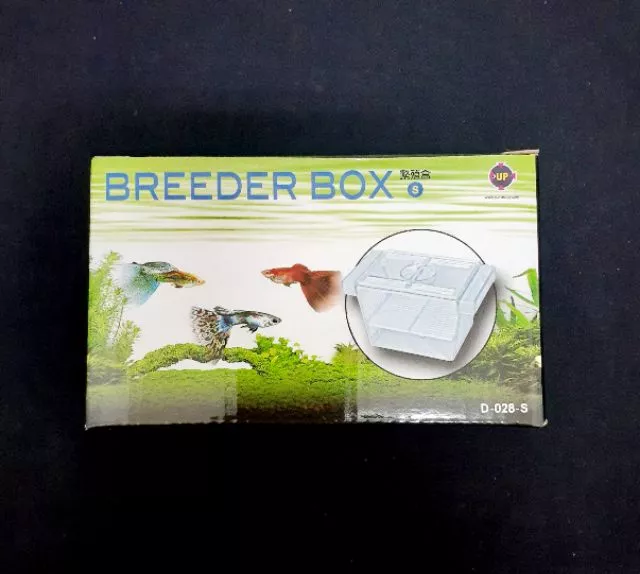 BREEDER BOX 繁殖盒
S
UP
D-028-S